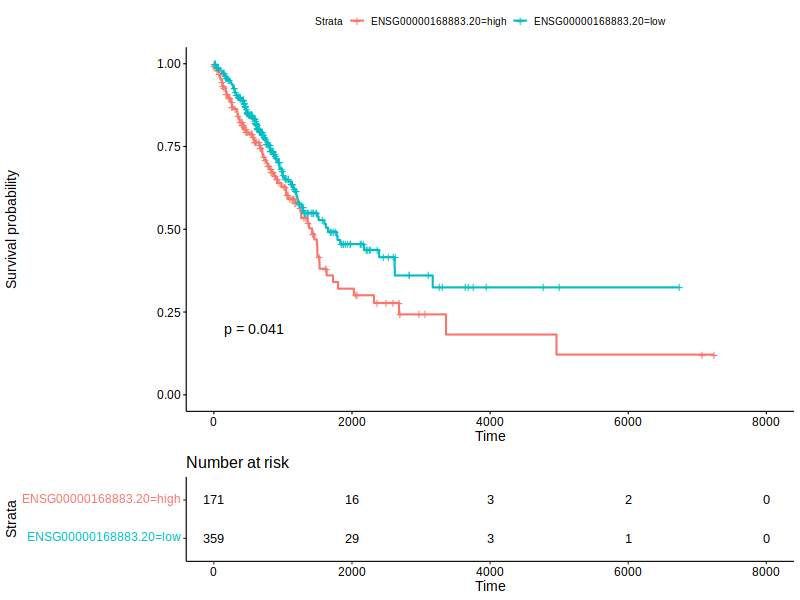 Strata ENSG00000168883.20=high ENSG00000168883.20=low
Survival probability
1.00
0.75
0.50
0.25
0.00
p = 0.041
0 2000 4000 6000 8000
Time
Number at risk
Strata
ENSG00000168883.20=high 171 16 3 2 0
ENSG00000168883.20=low 359 29 3 1 0
0 2000 4000 6000 8000
Time